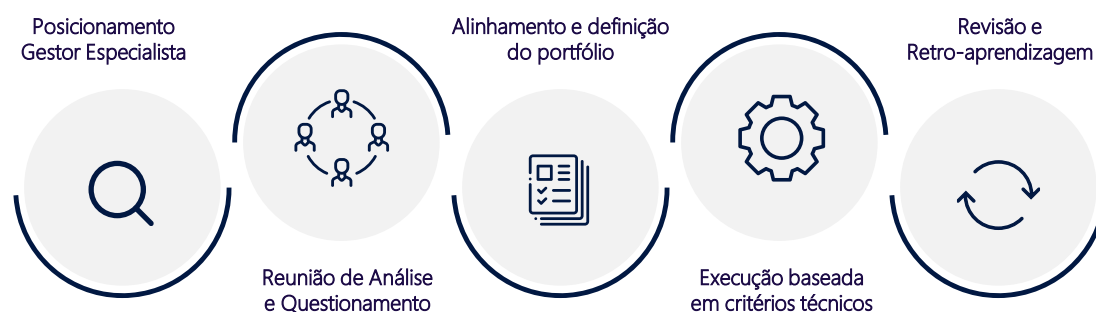 Posicionamento
Gestor Especialista
Reunião de Análise
e Questionamento
Alinhamento e definição
do portfólio
Execução baseada
em critérios técnicos
Revisão e
Retro-aprendizagem